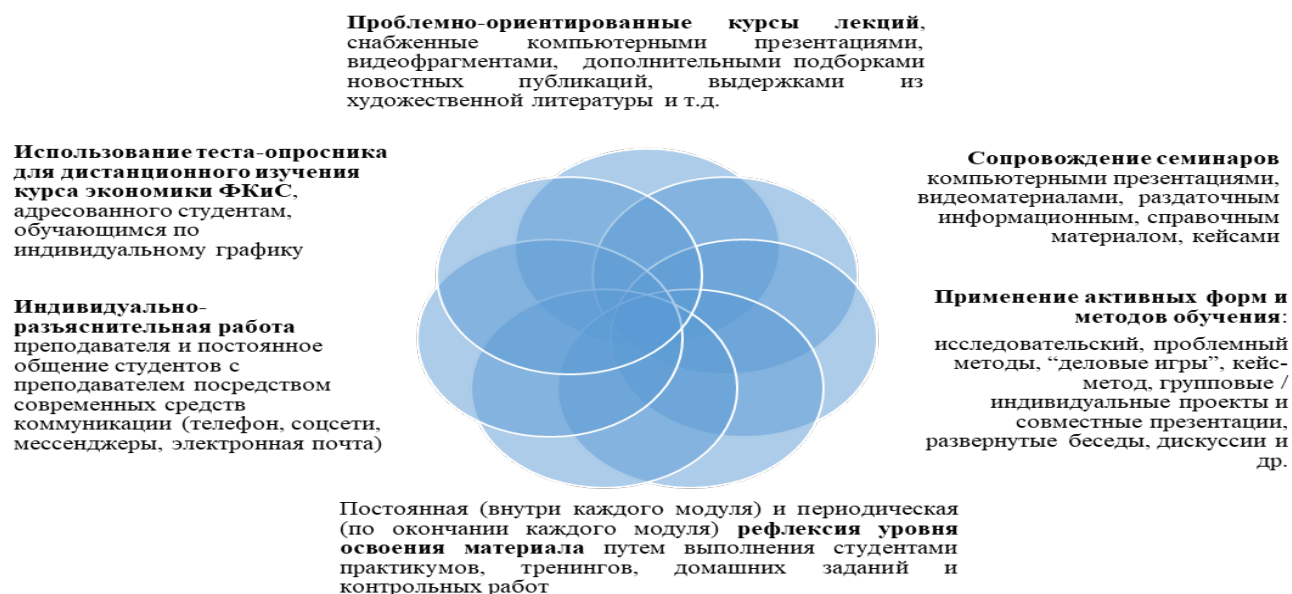 Проблемно-ориентированные курсы лекций,
снабженные компьютерными презентациями,
видеофрагментами, дополнительными подборками
новостных публикаций, выдержками из
художественной литературы и т.д.
Использование теста-опросника
для дистанционного изучения
курса экономики ФКиС,
адресованного студентам,
обучающимся по
индивидуальному графику
Сопровождение семинаров
компьютерными презентациями,
видеоматериалами, раздаточным
информационным, справочным
материалом, кейсами
Индивидуально-
разъяснительная работа
преподавателя и постоянное
общение студентов с
преподавателем посредством
современных средств
коммуникации (телефон, соцсети,
мессенджеры, электронная почта)
Применение активных форм и
методов обучения:
исследовательский, проблемный
методы, “деловые игры”, кейс-
метод, групповые /
индивидуальные проекты и
совместные презентации,
развернутые беседы, дискуссии и
др.
Постоянная (внутри каждого модуля) и периодическая
(по окончании каждого модуля) рефлексия уровня
освоения материала путем выполнения студентами
практикумов, тренингов, домашних заданий и
контрольных работ